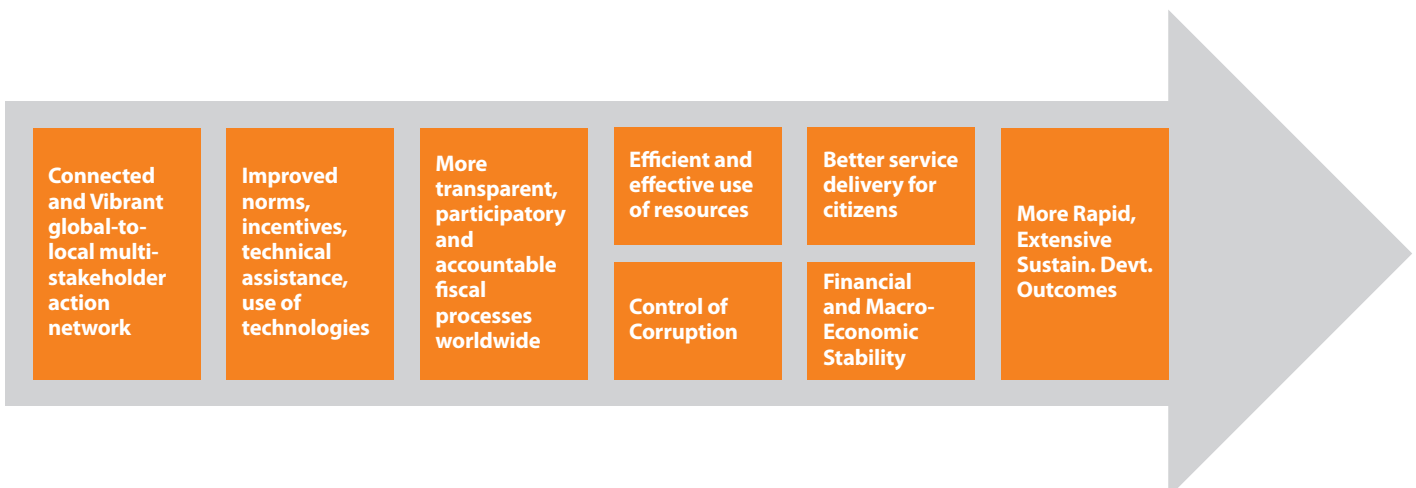 Connected
and Vibrant
global-to-
local multi-
stakeholder
action
network
Improved
norms,
incentives,
technical
assistance,
use of
technologies
More
transparent,
participatory
and
accountable
fiscal
processes
worldwide
Efficient and
effective use
of resources
Control of
Corruption
Better service
delivery for
citizens
Financial
and Macro-
Economic
Stability
More Rapid,
Extensive
Sustain. Devt.
Outcomes